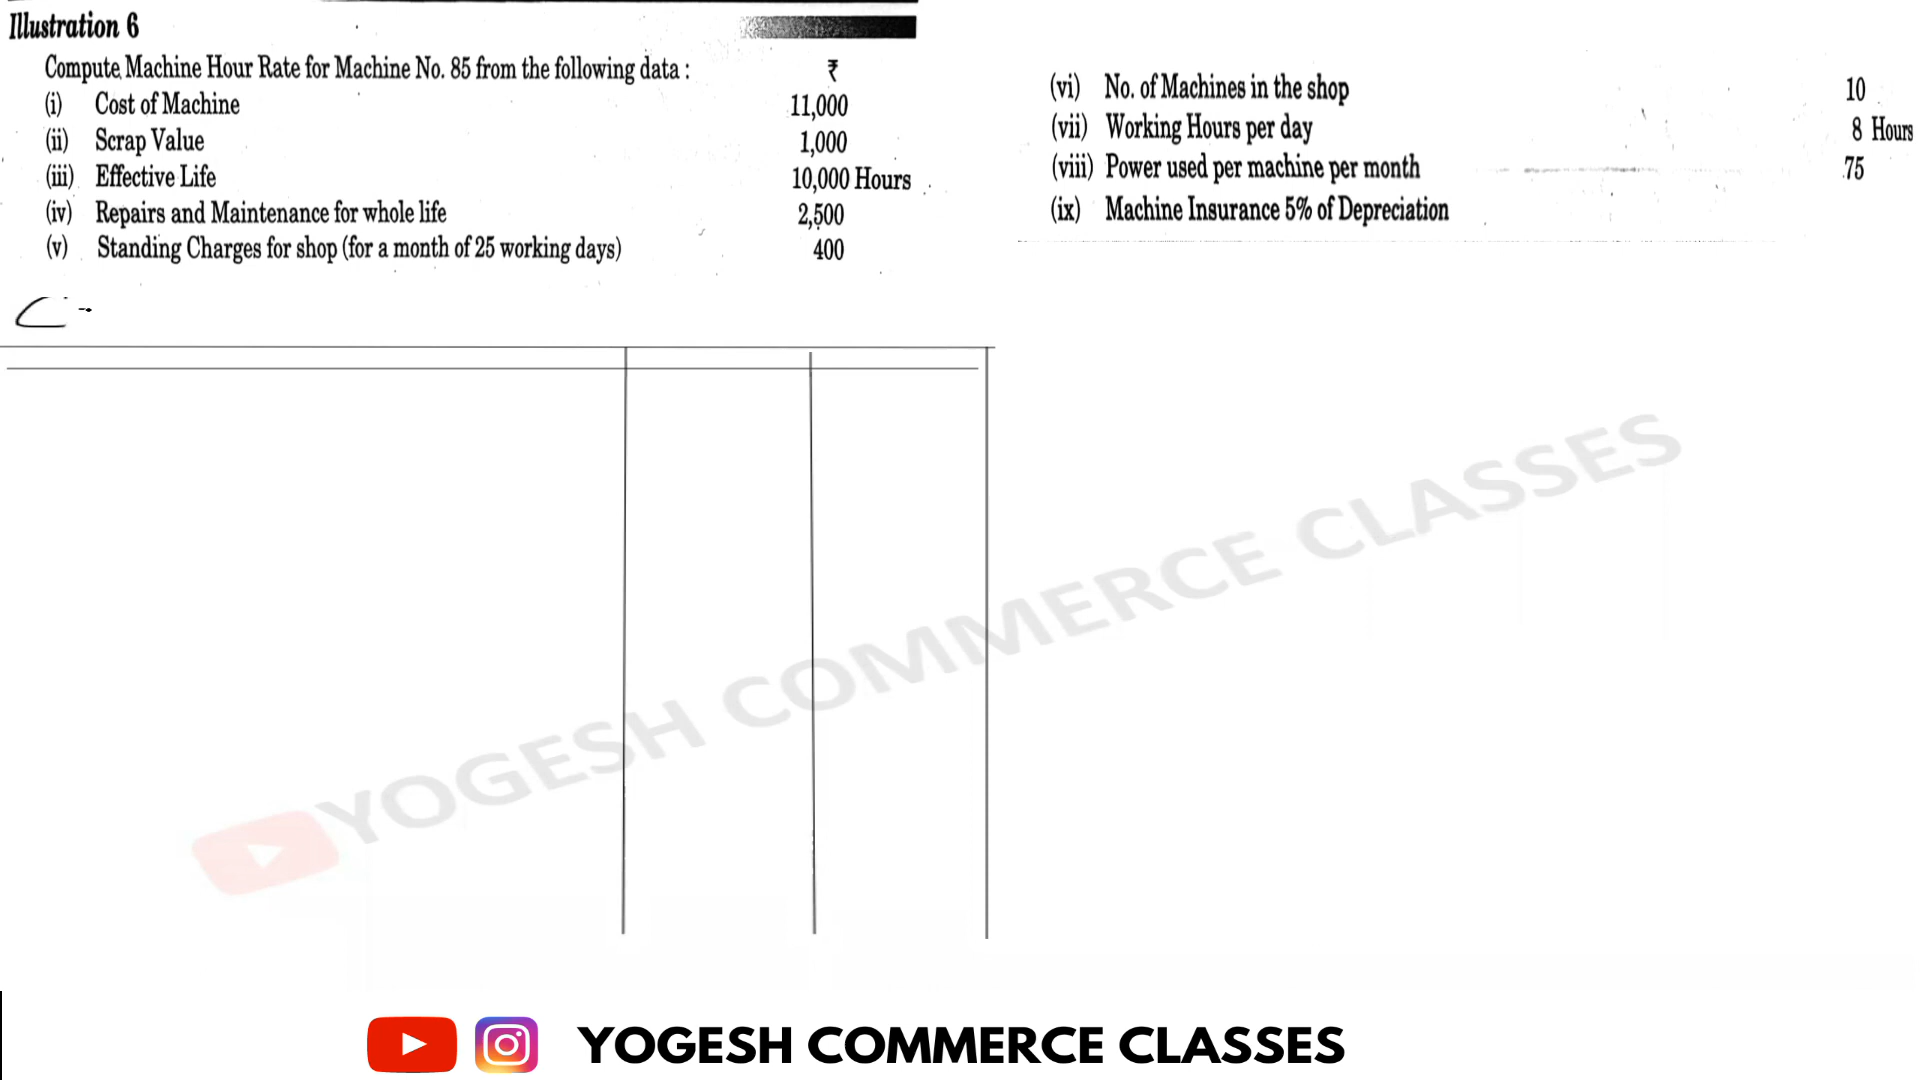 Illustration 6
Compute Machine Hour Rate for Machine No. 85 from the following data : ₹
(i) Cost of Machine 11,000
(ii) Scrap Value 1,000
(iii) Effective Life 10,000 Hours
(iv) Repairs and Maintenance for whole life 2,500
(v) Standing Charges for shop (for a month of 25 working days) 400
(vi) No. of Machines in the shop 10
(vii) Working Hours per day 8 Hours
(viii) Power used per machine per month 75
(ix) Machine Insurance 5% of Depreciation
YOGESH COMMERCE CLASSES
YOGESH COMMERCE CLASSES